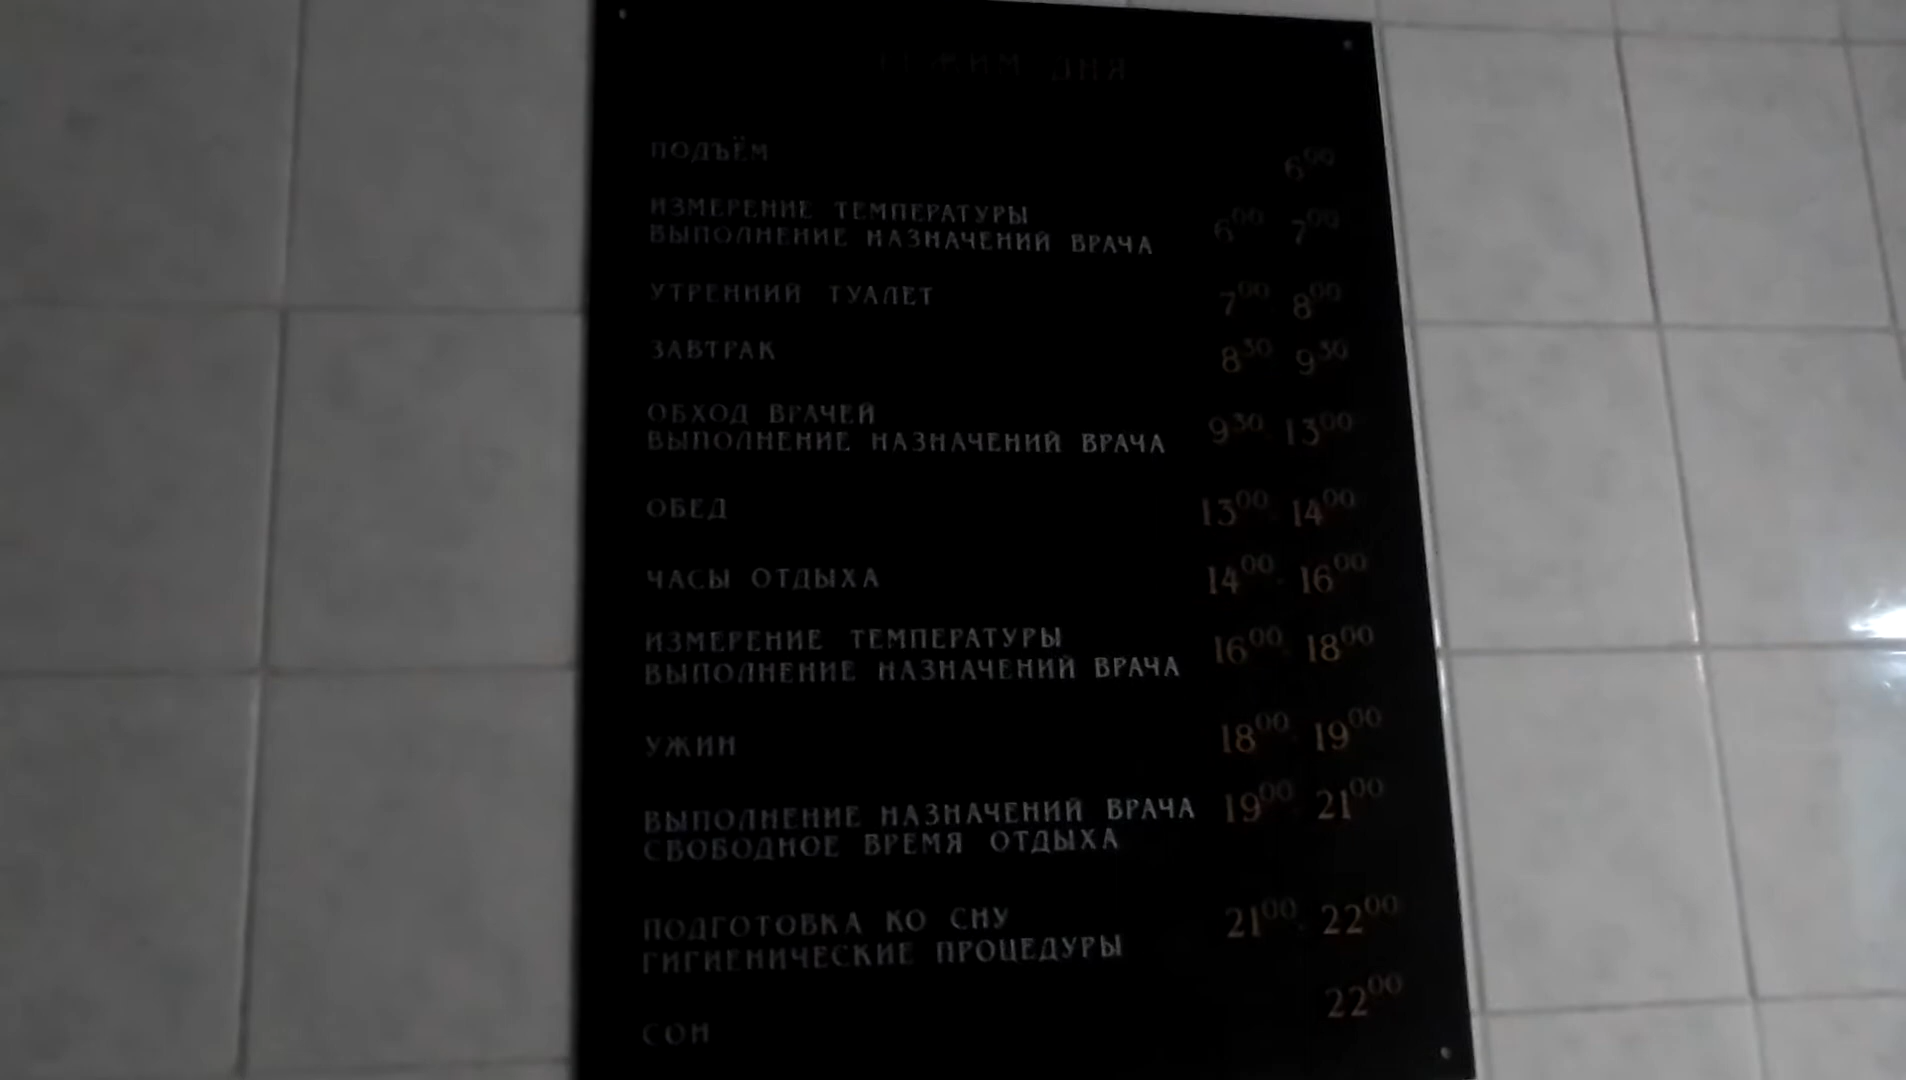 РЕЖИМ ДНЯ
ПОДЪЁМ 6⁰⁰
ИЗМЕРЕНИЕ ТЕМПЕРАТУРЫ
ВЫПОЛНЕНИЕ НАЗНАЧЕНИЙ ВРАЧА 6⁰⁰ 7⁰⁰
УТРЕННИЙ ТУАЛЕТ 7⁰⁰ 8⁰⁰
ЗАВТРАК 8³⁰ 9³⁰
ОБХОД ВРАЧЕЙ
ВЫПОЛНЕНИЕ НАЗНАЧЕНИЙ ВРАЧА 9³⁰ 13⁰⁰
ОБЕД 13⁰⁰ - 14⁰⁰
ЧАСЫ ОТДЫХА 14⁰⁰ - 16⁰⁰
ИЗМЕРЕНИЕ ТЕМПЕРАТУРЫ
ВЫПОЛНЕНИЕ НАЗНАЧЕНИЙ ВРАЧА 16⁰⁰ - 18⁰⁰
УЖИН 18⁰⁰ - 19⁰⁰
ВЫПОЛНЕНИЕ НАЗНАЧЕНИЙ ВРАЧА 19⁰⁰ - 21⁰⁰
СВОБОДНОЕ ВРЕМЯ ОТДЫХА
ПОДГОТОВКА КО СНУ 21⁰⁰ - 22⁰⁰
ГИГИЕНИЧЕСКИЕ ПРОЦЕДУРЫ
СОН 22⁰⁰